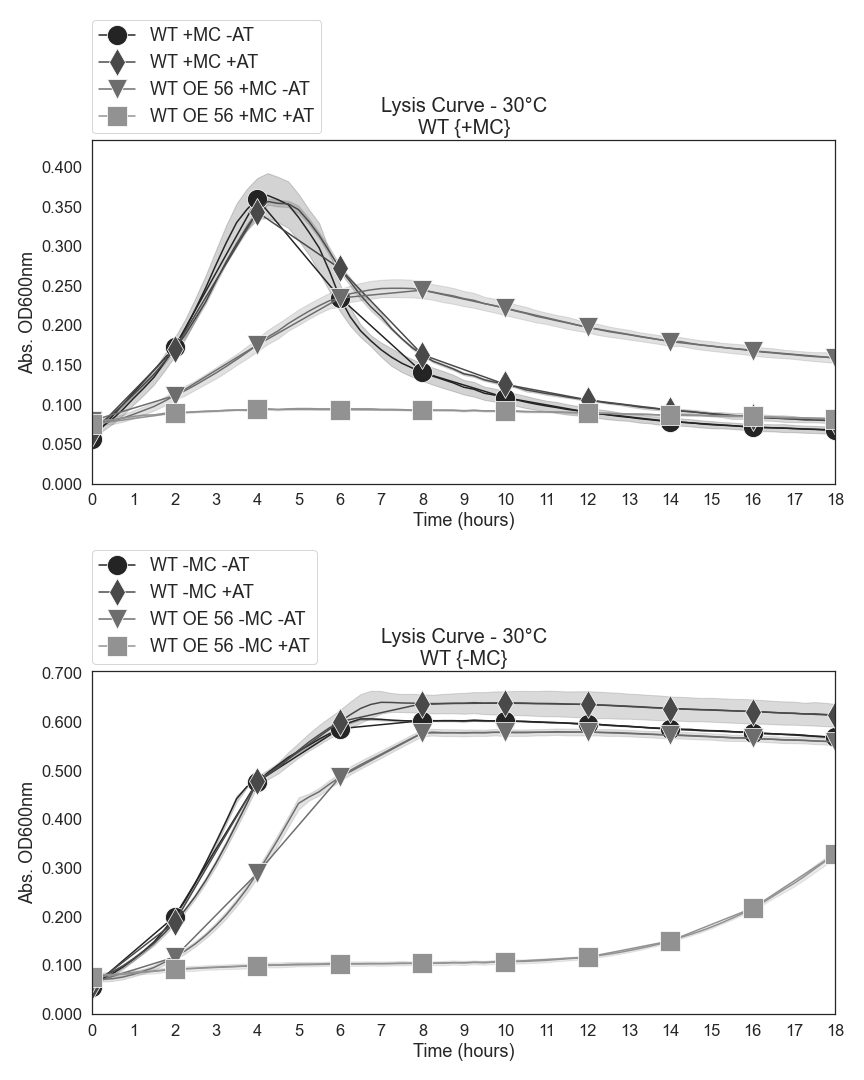 WT +MC -AT
WT +MC +AT
WT OE 56 +MC -AT
WT OE 56 +MC +AT
Lysis Curve - 30°C
WT {+MC}
0.400
0.350
0.300
0.250
0.200
0.150
0.100
0.050
0.000
Abs. OD600nm
0 1 2 3 4 5 6 7 8 9 10 11 12 13 14 15 16 17 18
Time (hours)
WT -MC -AT
WT -MC +AT
WT OE 56 -MC -AT
WT OE 56 -MC +AT
Lysis Curve - 30°C
WT {-MC}
0.700
0.600
0.500
0.400
0.300
0.200
0.100
0.000
Abs. OD600nm
0 1 2 3 4 5 6 7 8 9 10 11 12 13 14 15 16 17 18
Time (hours)